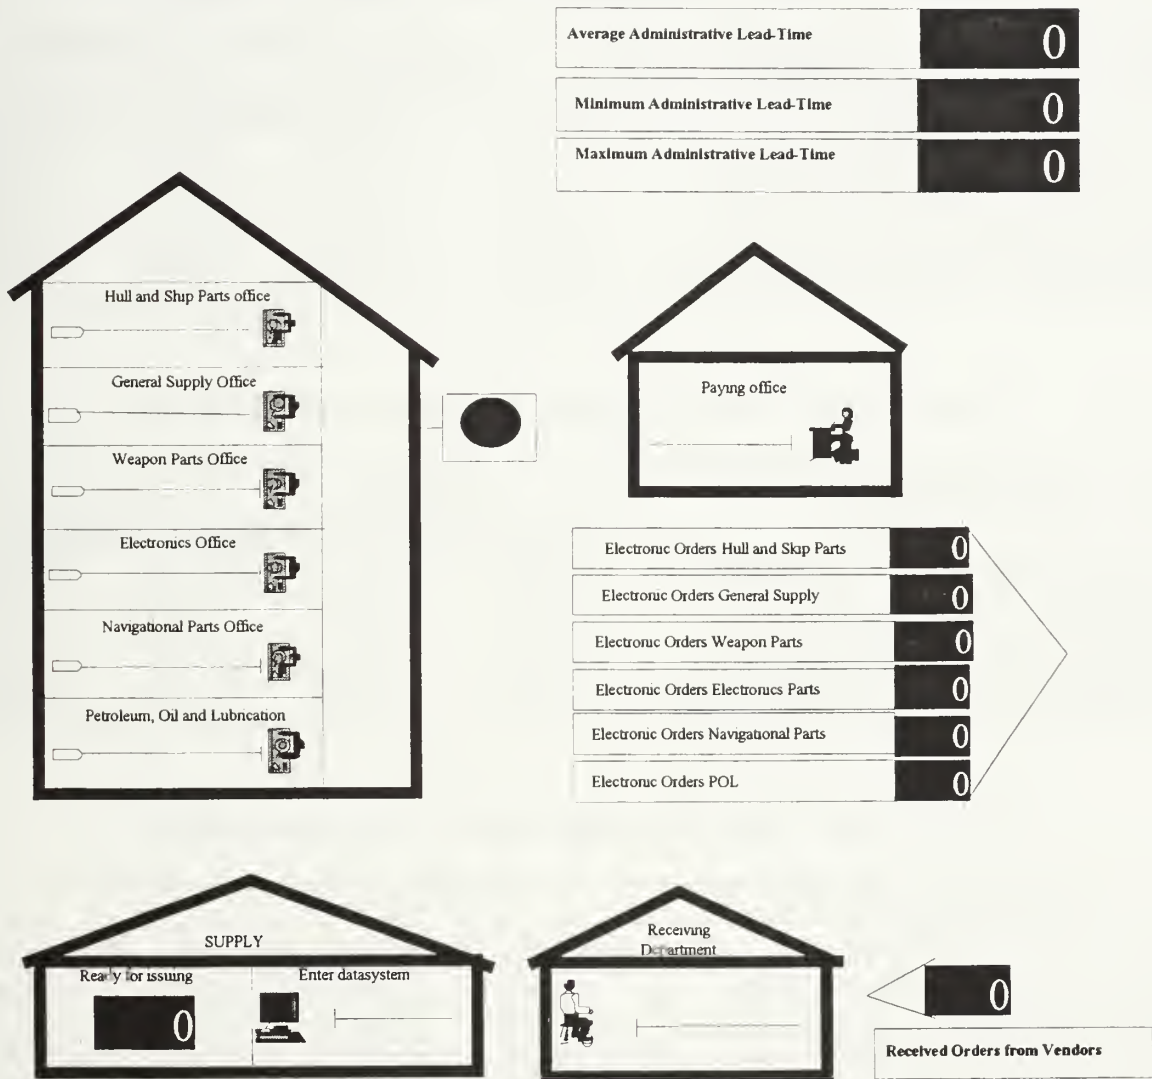 Average Administrative Lead-Time 0
Minimum Administrative Lead-Time 0
Maximum Administrative Lead-Time 0
Hull and Ship Parts office
General Supply Office
Weapon Parts Office
Electronics Office
Navigational Parts Office
Petroleum, Oil and Lubrication
Paying office
Electronic Orders Hull and Skip Parts 0
Electronic Orders General Supply 0
Electronic Orders Weapon Parts 0
Electronic Orders Electronics Parts 0
Electronic Orders Navigational Parts 0
Electronic Orders POL 0
SUPPLY
Ready for issuing
0
Enter datasystem
Receiving
Department
0
Received Orders from Vendors